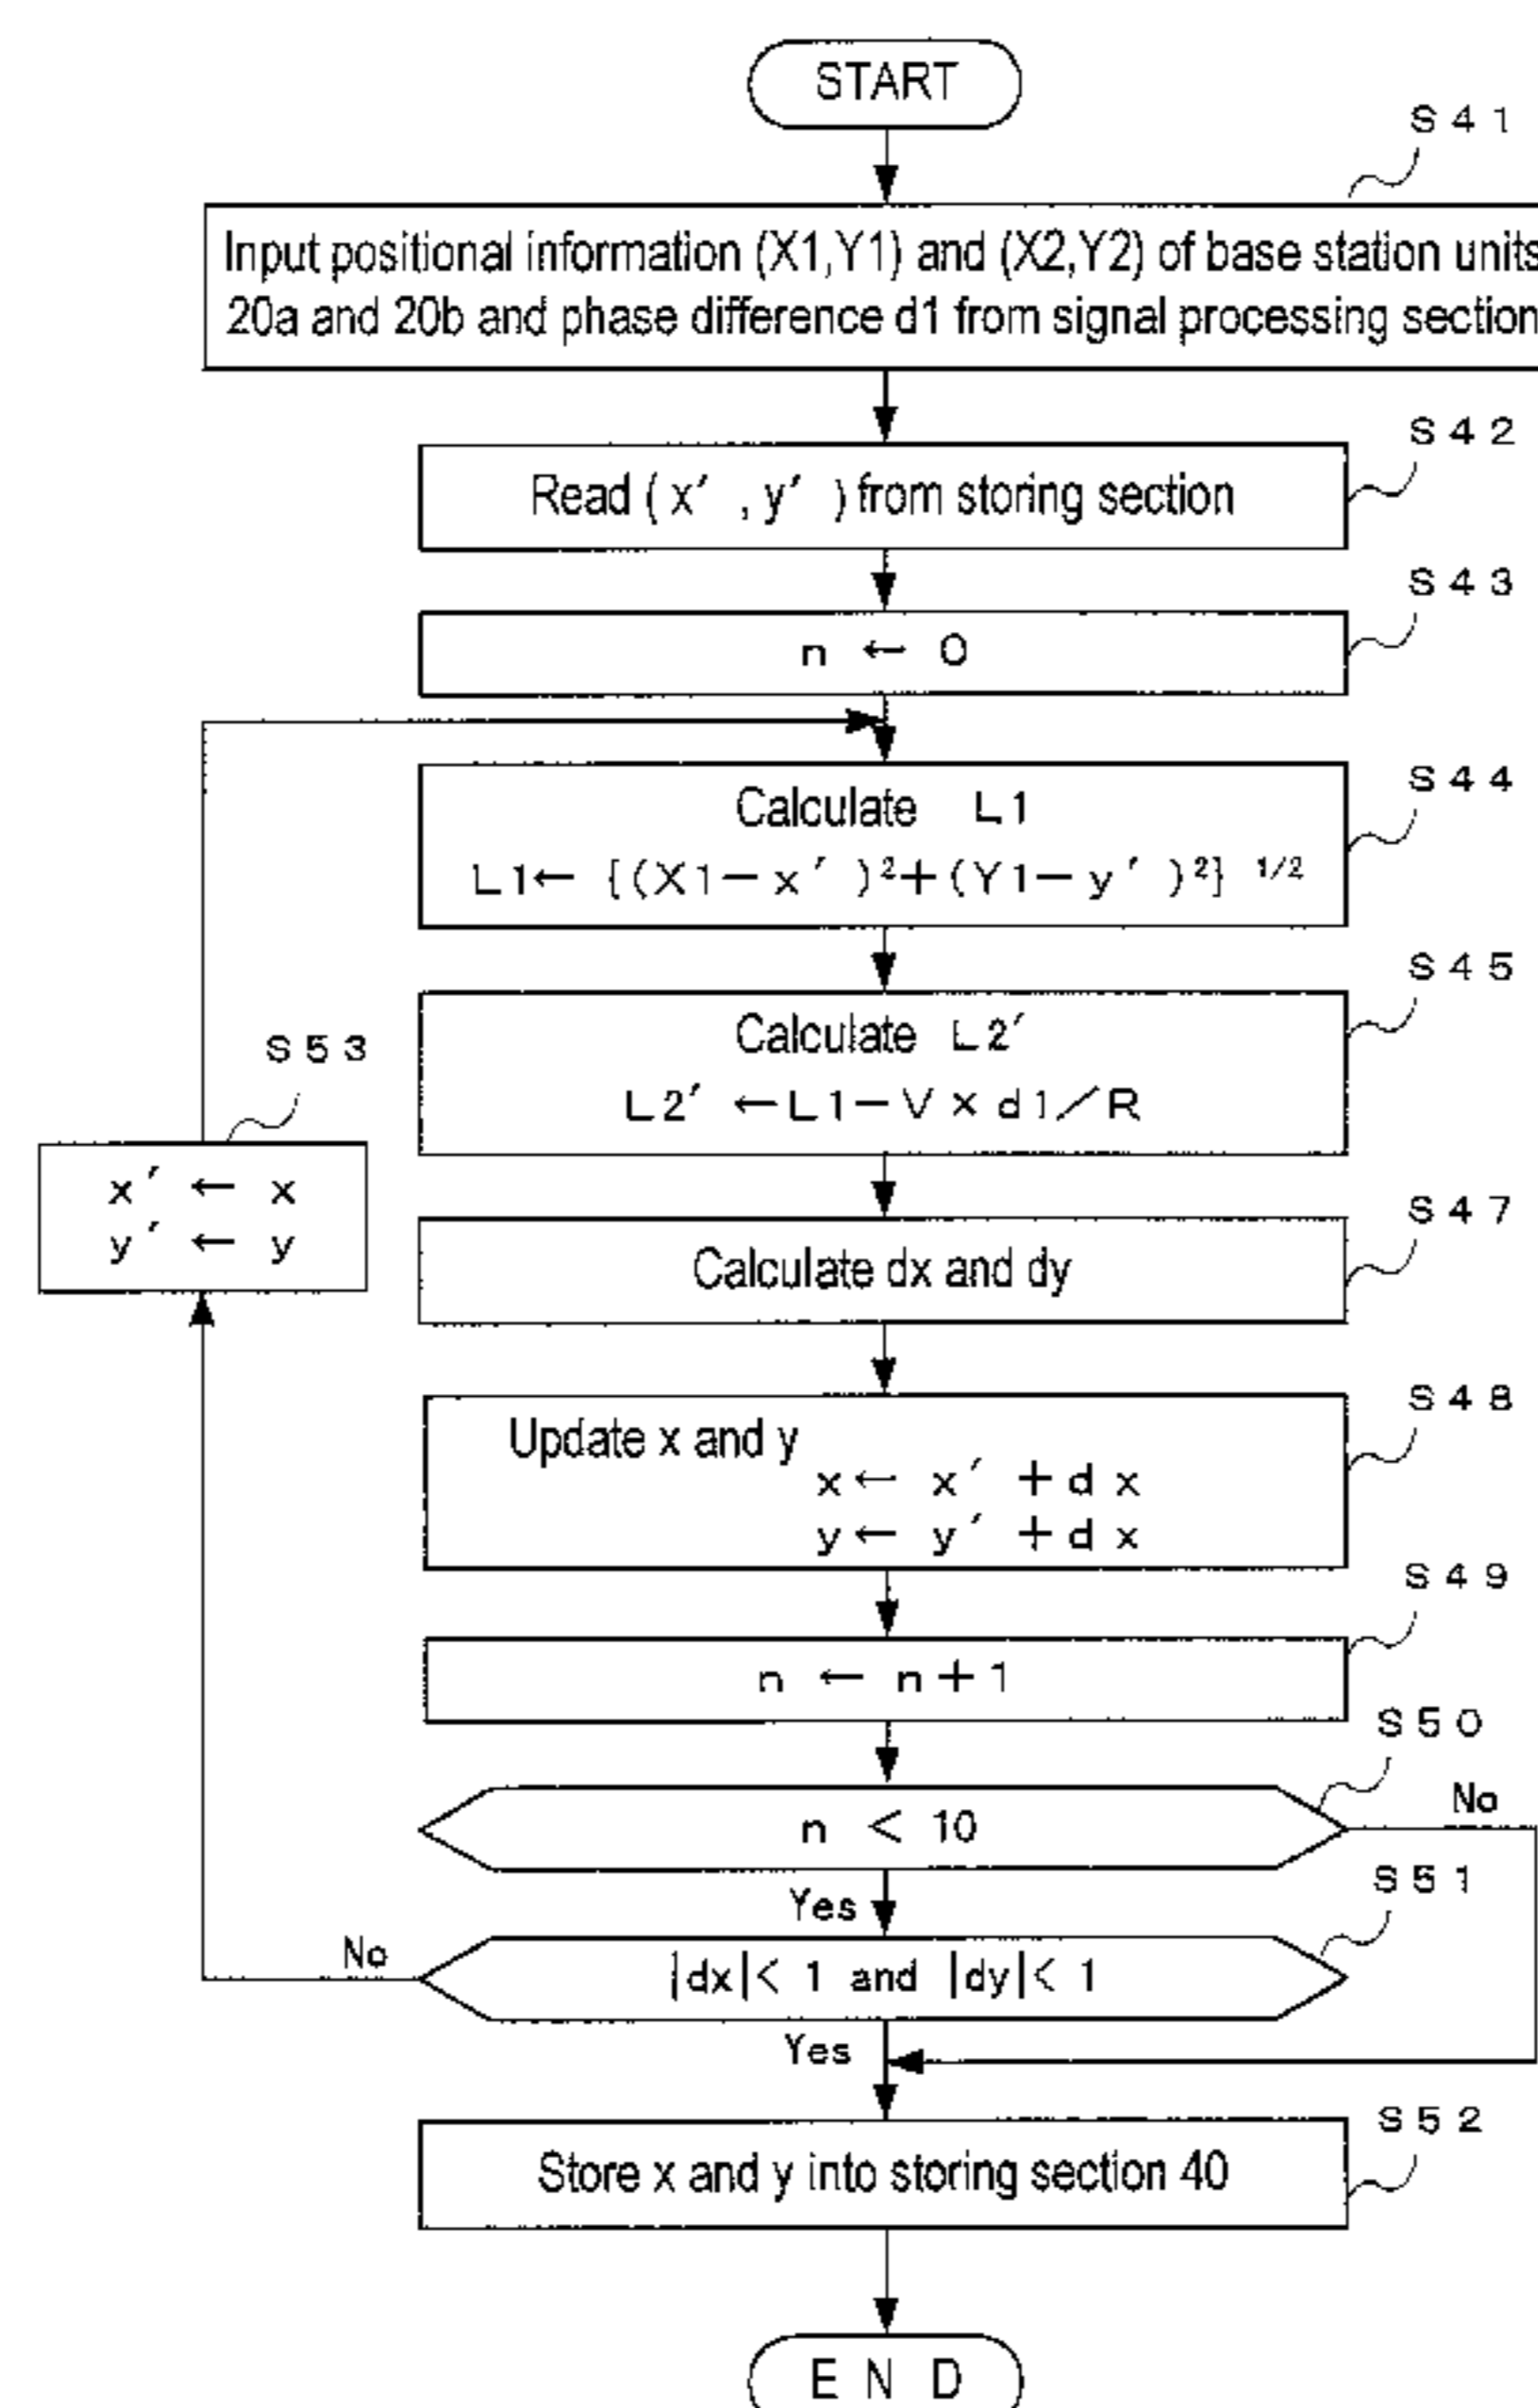 START
S41
Input positional information (X1,Y1) and (X2,Y2) of base station units
20a and 20b and phase difference d1 from signal processing section
S42
Read (x′,y′) from storing section
S43
n ← 0
S44
Calculate L1
L1← {(X1−x′)²+(Y1−y′)²} 1/2
S45
Calculate L2′
L2′ ←L1−V×d1/R
S53
x′ ← x
y′ ← y
S47
Calculate dx and dy
S48
Update x and y
x← x′ +dx
y← y′ +dx
S49
n ← n+1
S50
n < 10
No
Yes
S51
|dx|< 1 and |dy|< 1
No
Yes
S52
Store x and y into storing section 40
END